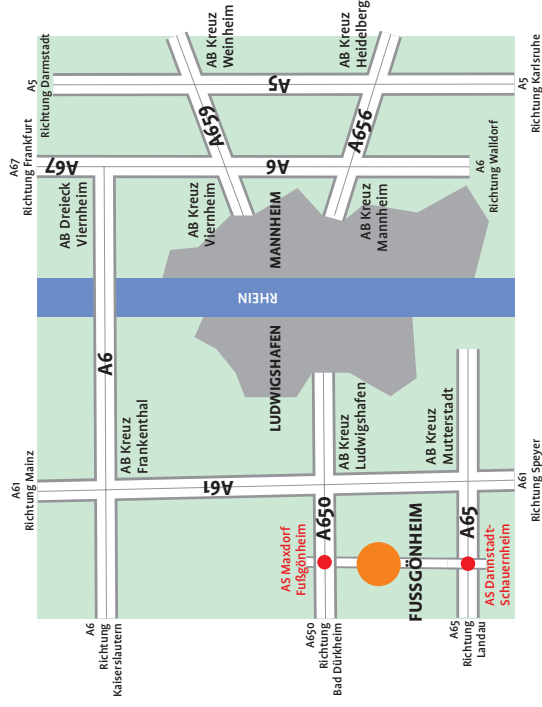 A5
Richtung Darmstadt
A67
Richtung Frankfurt
A61
Richtung Mainz
A6
Richtung
Kaiserslautern
A67
AB Dreieck
Viernheim
AB Kreuz
Weinheim
A659
A5
AB Kreuz
Viernheim
A6
AB Kreuz
Heidelberg
A656
AB Kreuz
Mannheim
MANNHEIM
RHEIN
LUDWIGSHAFEN
A6
AB Kreuz
Frankenthal
A61
AB Kreuz
Ludwigshafen
AB Kreuz
Mutterstadt
A650
AS Maxdorf
Fußgönheim
FUSSGÖNHEIM
A65
AS Dannstadt-
Schauernheim
A650
Richtung
Bad Dürkheim
A65
Richtung
Landau
A61
Richtung Speyer
A6
Richtung Walldorf
A5
Richtung Karlsruhe